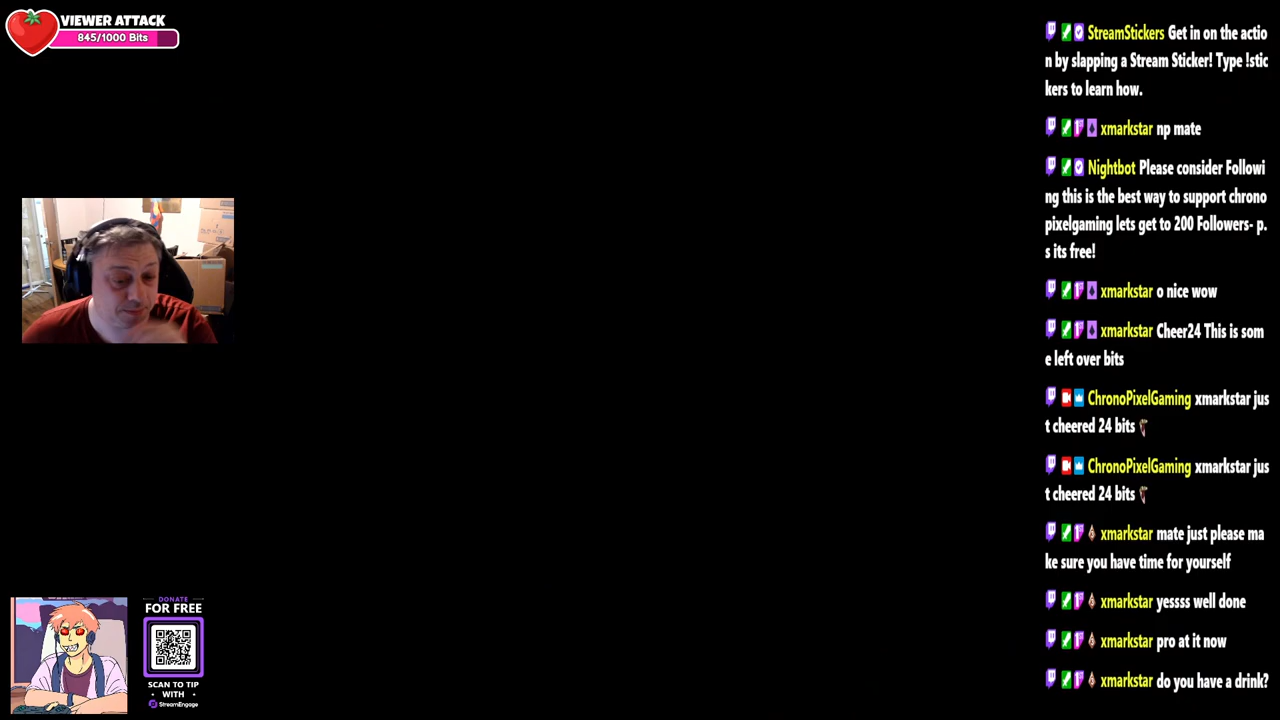 VIEWER ATTACK
845/1000 Bits
StreamStickers Get in on the actio
n by slapping a Stream Sticker! Type !stic
kers to learn how.
xmarkstar np mate
Nightbot Please consider Followi
ng this is the best way to support chrono
pixelgaming lets get to 200 Followers- p.
s its free!
xmarkstar o nice wow
xmarkstar Cheer24 This is som
e left over bits
ChronoPixelGaming xmarkstar jus
t cheered 24 bits
ChronoPixelGaming xmarkstar jus
t cheered 24 bits
xmarkstar mate just please ma
ke sure you have time for yourself
xmarkstar yessss well done
xmarkstar pro at it now
xmarkstar do you have a drink?
DONATE
FOR FREE
SCAN TO TIP
WITH
StreamEngage